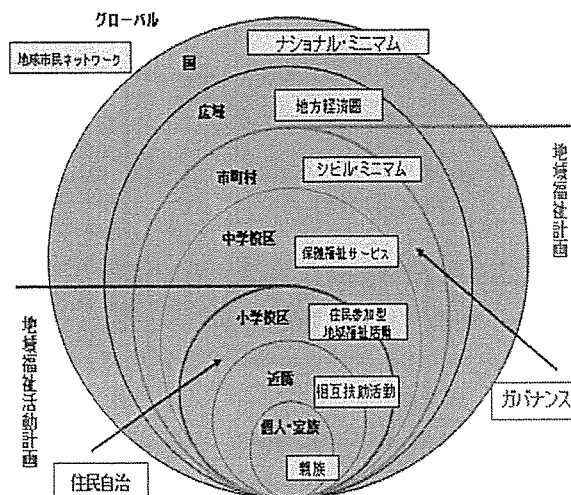 グローバル
地球市民ネットワーク
国
ナショナル・ミニマム
広域
地方経済圏
市町村
シビル・ミニマム
中学校区
保健福祉サービス
小学校区
住民参加型
地域福祉活動
近隣
相互扶助活動
個人・家族
親族
地域福祉計画
ガバナンス
地域福祉活動計画
住民自治